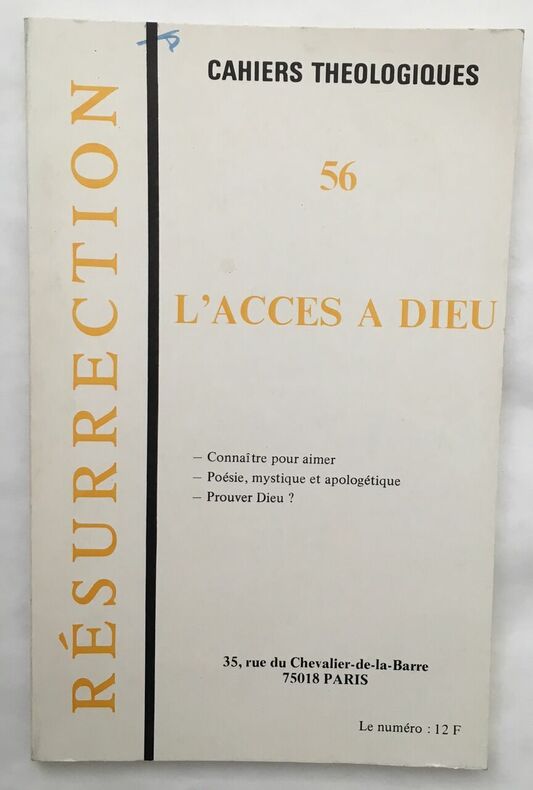 RÉSURRECTION
CAHIERS THEOLOGIQUES
56
L'ACCES A DIEU
– Connaître pour aimer
– Poésie, mystique et apologétique
– Prouver Dieu ?
35, rue du Chevalier-de-la-Barre
75018 PARIS
Le numéro : 12 F